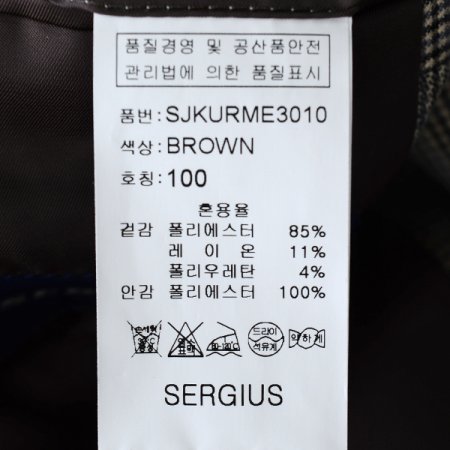 품질경영 및 공산품안전
관리법에 의한 품질표시
품번: SJKURME3010
색상: BROWN
호칭: 100
혼용율
겉감 폴리에스터 85%
레이온 11%
폴리우레탄 4%
안감 폴리에스터 100%
드라이
석유계
약하게
SERGIUS